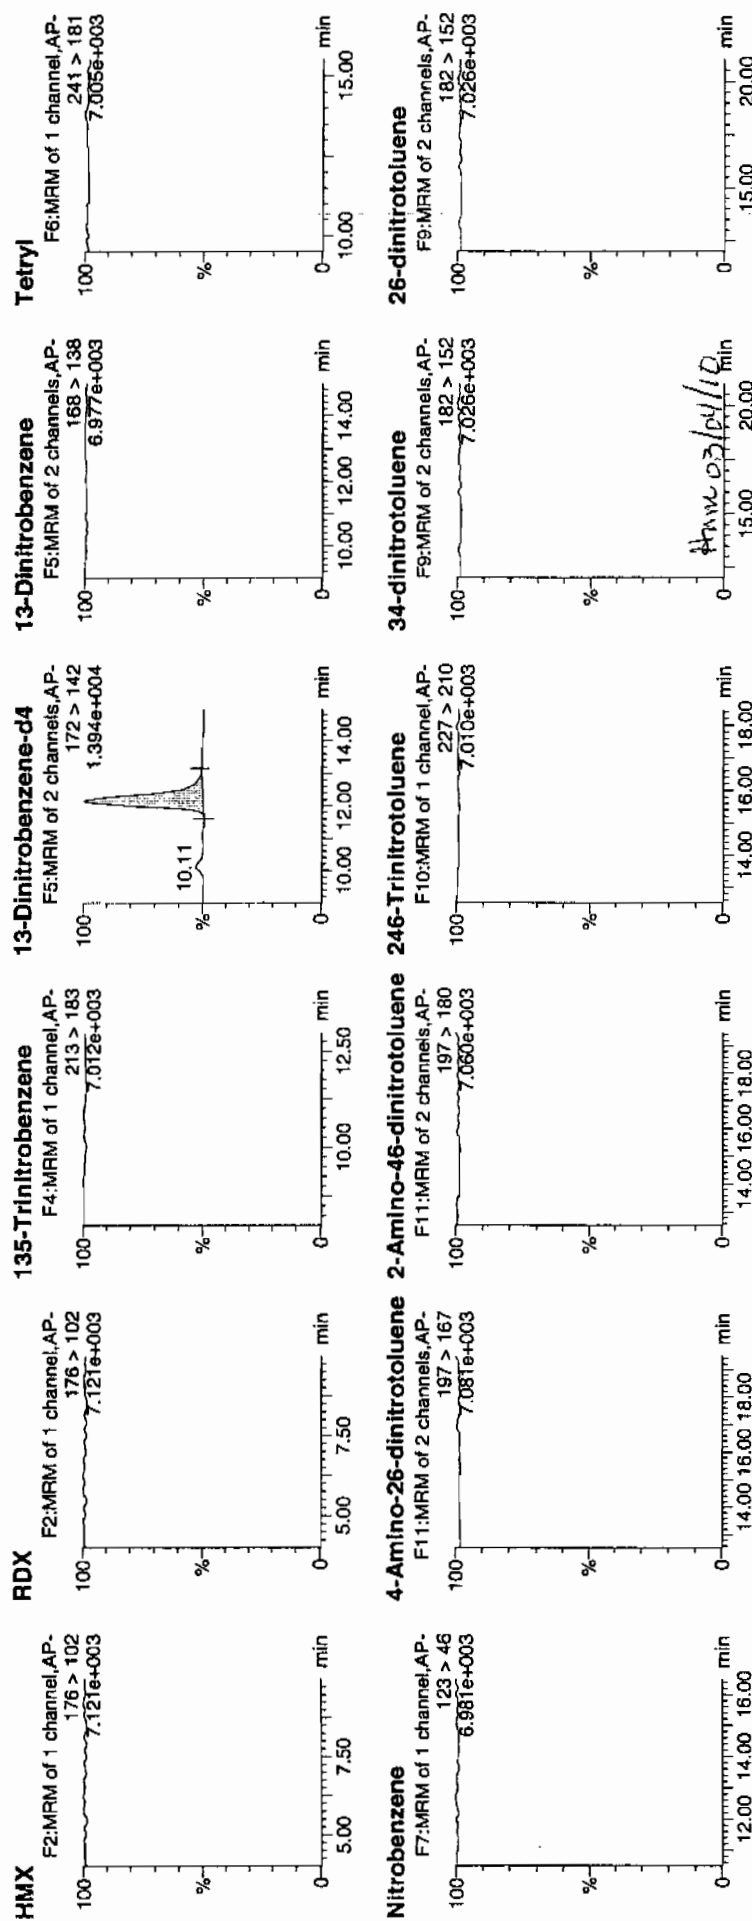 HMX
F2:MRM of 1 channel,AP-
176 > 102
7.121e+003
100
%
0
5.00 7.50 min
RDX
F2:MRM of 1 channel,AP-
176 > 102
7.121e+003
100
%
0
5.00 7.50 min
135-Trinitrobenzene
F4:MRM of 1 channel,AP-
213 > 183
7.012e+003
100
%
0
10.00 12.50 min
13-Dinitrobenzene-d4
F5:MRM of 2 channels,AP-
172 > 142
1.394e+004
100
%
10.11
0
10.00 12.00 14.00 min
13-Dinitrobenzene
F5:MRM of 2 channels,AP-
168 > 138
6.977e+003
100
%
0
10.00 12.00 14.00 min
Tetryl
F6:MRM of 1 channel,AP-
241 > 181
7.005e+003
100
%
0
10.00 15.00 min
Nitrobenzene
F7:MRM of 1 channel,AP-
123 > 46
6.981e+003
100
%
0
12.00 14.00 16.00 min
4-Amino-26-dinitrotoluene
F11:MRM of 2 channels,AP-
197 > 167
7.081e+003
100
%
0
14.00 16.00 18.00 min
2-Amino-46-dinitrotoluene
F11:MRM of 2 channels,AP-
197 > 180
7.060e+003
100
%
0
14.00 16.00 18.00 min
246-Trinitrotoluene
F10:MRM of 1 channel,AP-
227 > 210
7.010e+003
100
%
0
14.00 16.00 18.00 min
34-dinitrotoluene
F9:MRM of 2 channels,AP-
182 > 152
7.026e+003
100
%
03/04/10
0
15.00 20.00 min
26-dinitrotoluene
F9:MRM of 2 channels,AP-
182 > 152
7.026e+003
100
%
0
15.00 20.00 min